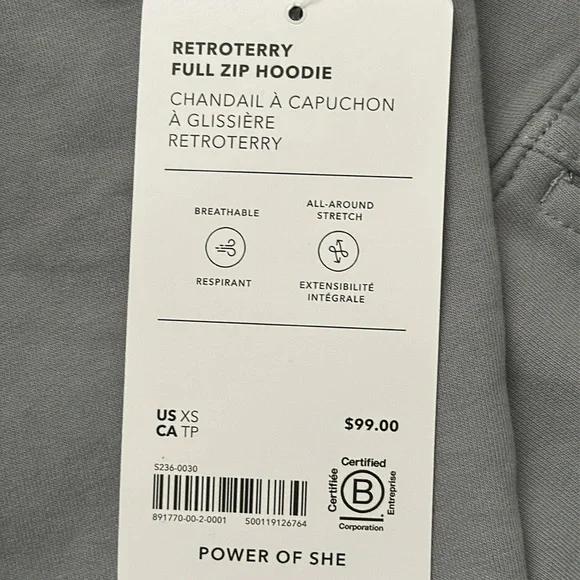 RETROTERRY
FULL ZIP HOODIE
CHANDAIL À CAPUCHON
À GLISSIÈRE
RETROTERRY
BREATHABLE
RESPIRANT
ALL-AROUND
STRETCH
EXTENSIBILITÉ
INTÉGRALE
US XS
CA TP
$99.00
S236-0030
891770-00-2-0001 500119126764
Certified
Certifiée
B
Entreprise
Corporation
POWER OF SHE